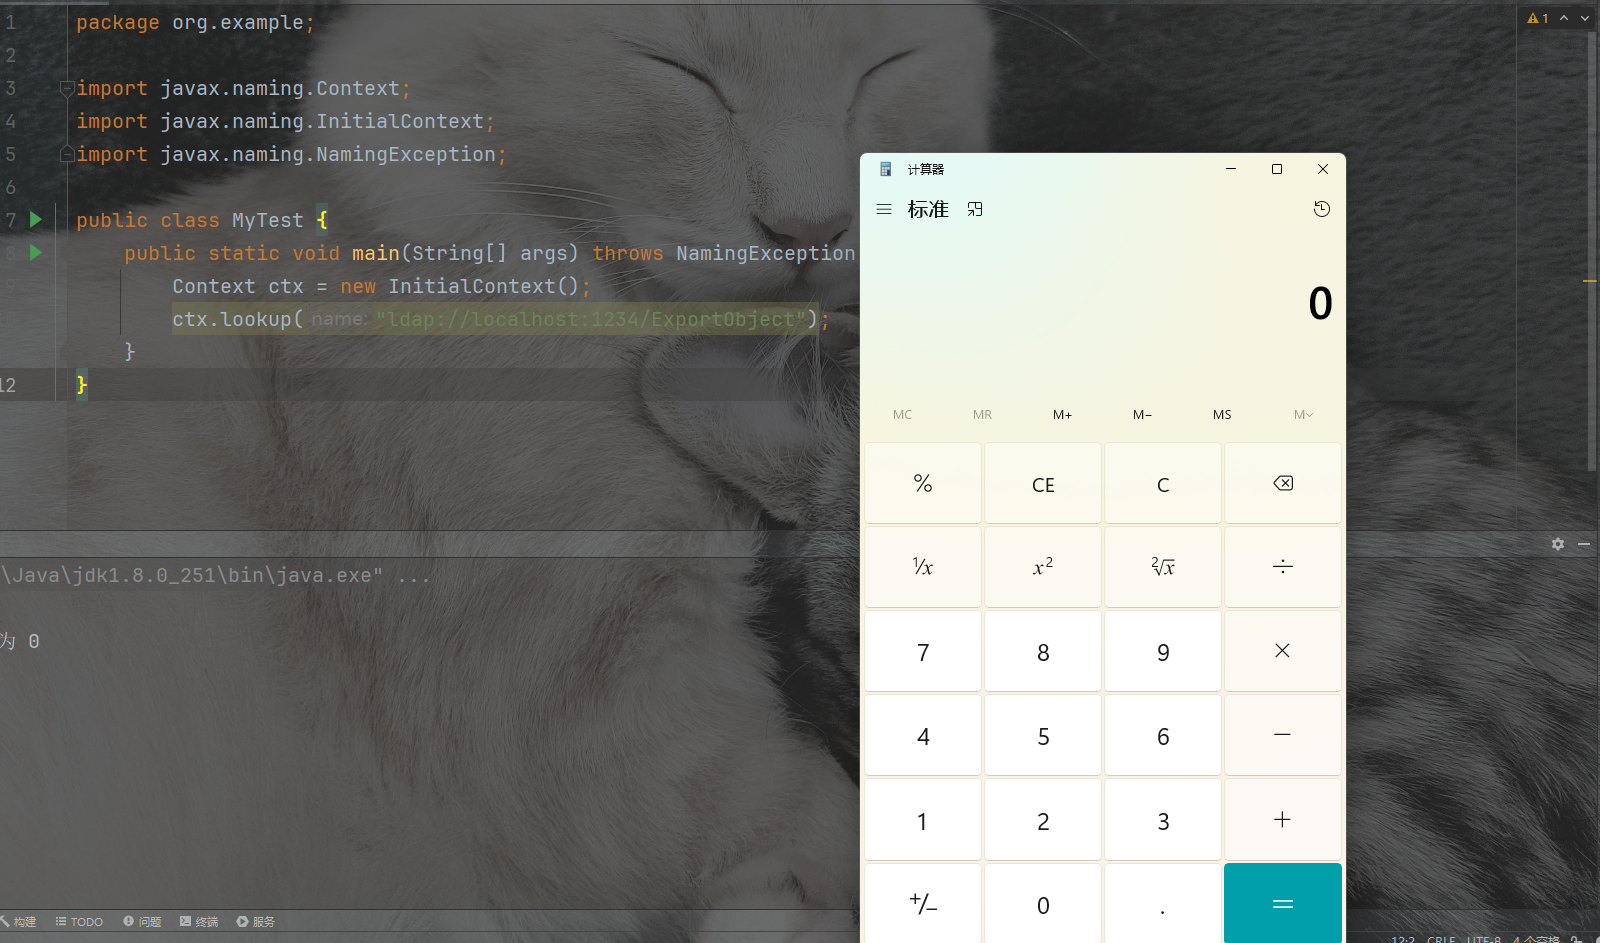 1 package org.example;
2
3 import javax.naming.Context;
4 import javax.naming.InitialContext;
5 import javax.naming.NamingException;
6
7 public class MyTest {
8 public static void main(String[] args) throws NamingException
9 Context ctx = new InitialContext();
ctx.lookup( name: "ldap://localhost:1234/ExportObject");
}
12 }
1
计算器
标准
0
MC MR M+ M− MS M
% CE C
¹/x x² ²√x ÷
7 8 9 ×
4 5 6 −
1 2 3 +
+/− 0 . =
\Java\jdk1.8.0_251\bin\java.exe" ...
为 0
构建 TODO 问题 终端 服务
12:2 CRLF UTF-8 4 个空格